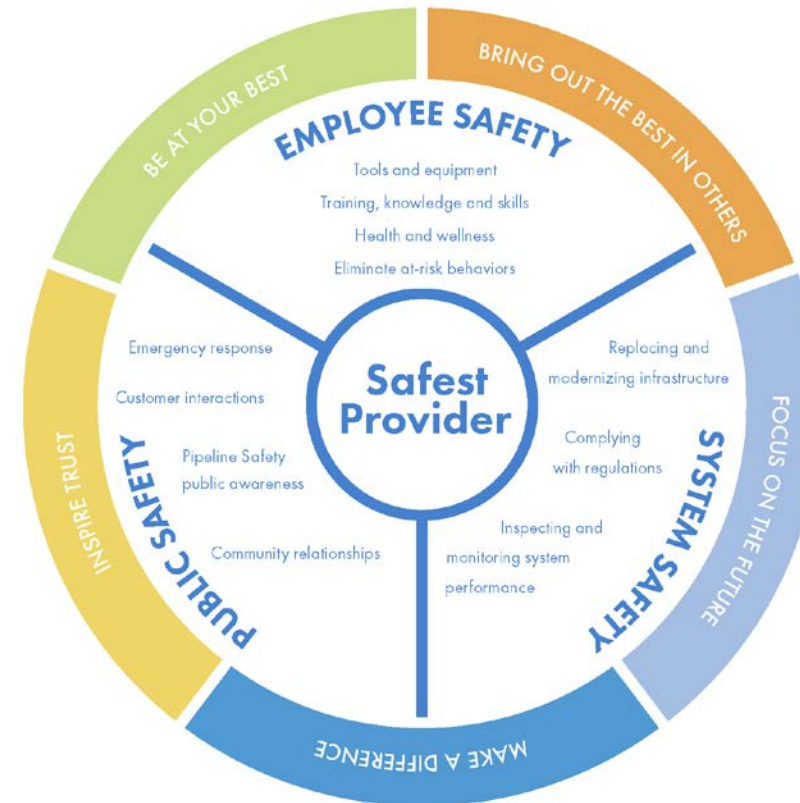 BE AT YOUR BEST
BRING OUT THE BEST IN OTHERS
EMPLOYEE SAFETY
Tools and equipment
Training, knowledge and skills
Health and wellness
Eliminate at-risk behaviors
Safest
Provider
Emergency response
Customer interactions
Pipeline Safety
public awareness
Community relationships
PUBLIC SAFETY
Replacing and
modernizing infrastructure
Complying
with regulations
Inspecting and
monitoring system
performance
SYSTEM SAFETY
INSPIRE TRUST
FOCUS ON THE FUTURE
MAKE A DIFFERENCE